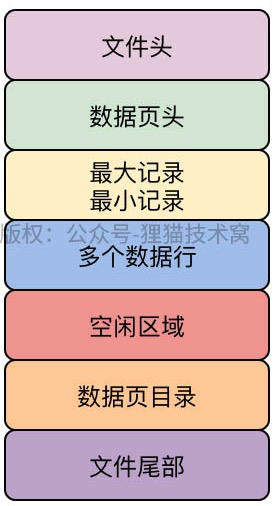 文件头
数据页头
最大记录
最小记录
版权：公众号-狸猫技术窝
多个数据行
空闲区域
数据页目录
文件尾部